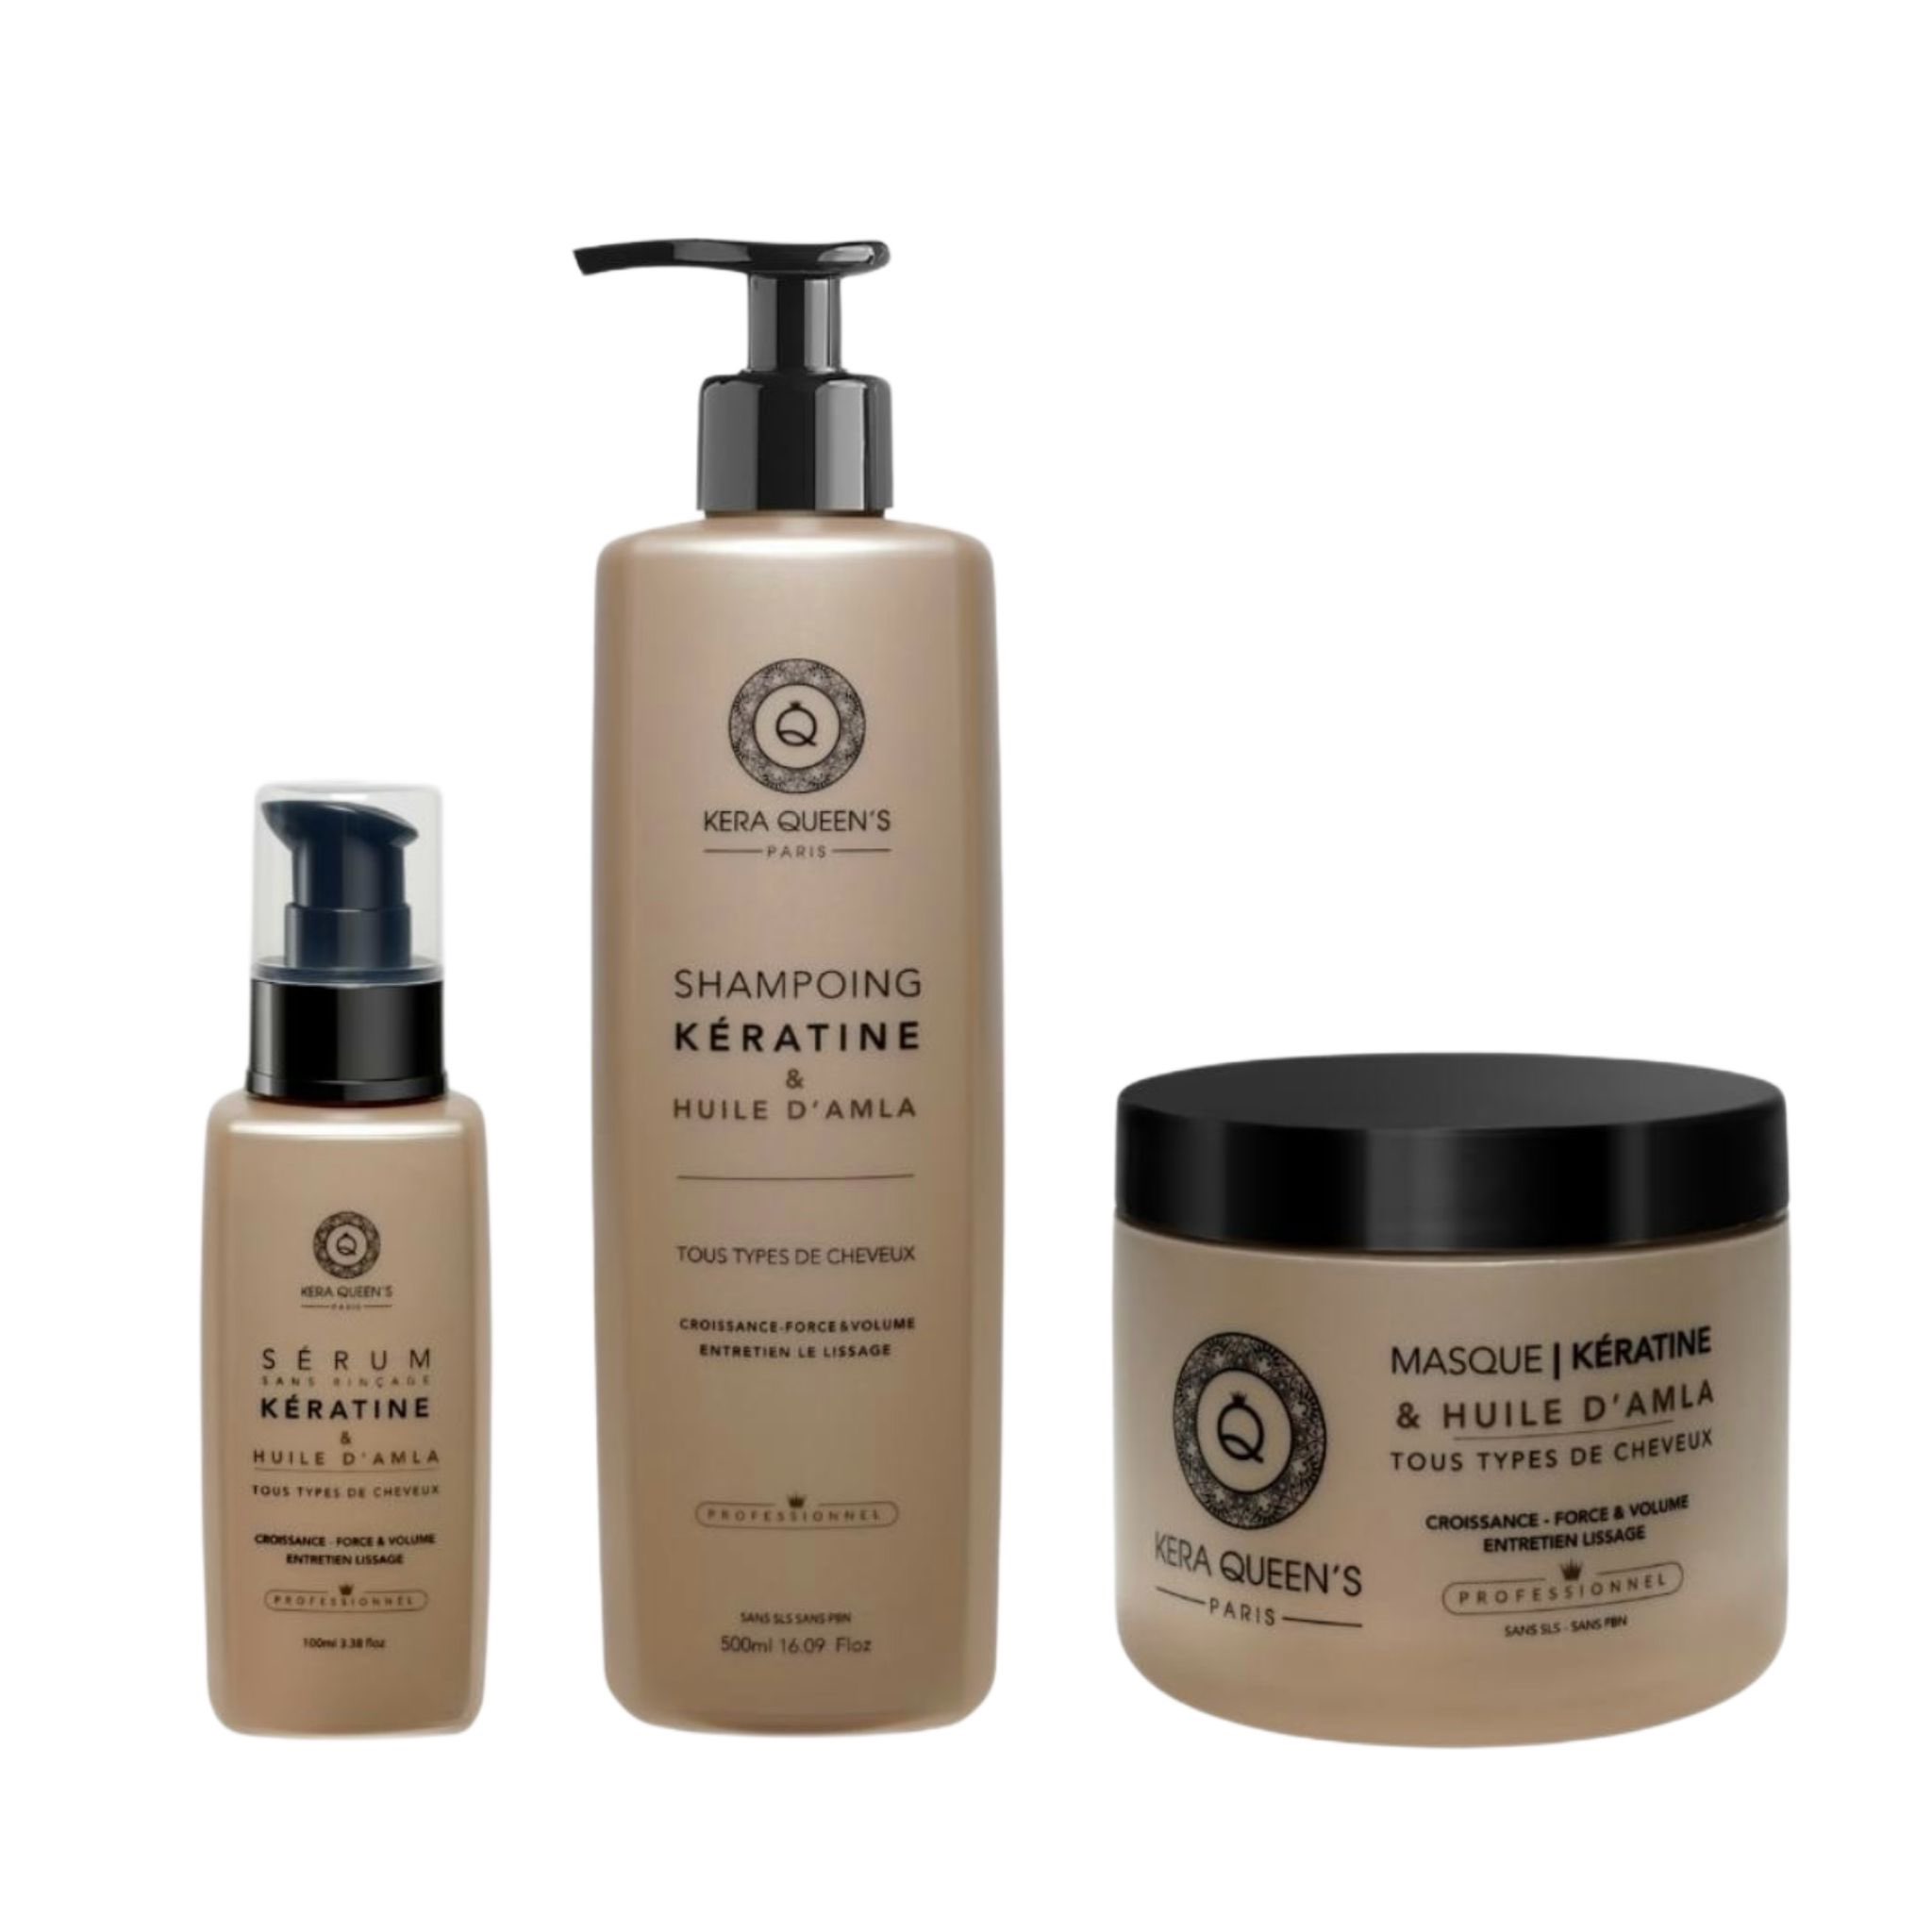 Q
KERA QUEEN'S
PARIS
SÉRUM
SANS RINÇAGE
KÉRATINE
&
HUILE D'AMLA
TOUS TYPES DE CHEVEUX
CROISSANCE - FORCE & VOLUME
ENTRETIEN LISSAGE
PROFESSIONNEL
100ml 3.38 floz
Q
KERA QUEEN'S
PARIS
SHAMPOING
KÉRATINE
&
HUILE D'AMLA
TOUS TYPES DE CHEVEUX
CROISSANCE-FORCE&VOLUME
ENTRETIEN LE LISSAGE
PROFESSIONNEL
SANS SLS SANS PBN
500ml 16.09 Floz
Q
KERA QUEEN'S
PARIS
MASQUE | KÉRATINE
& HUILE D'AMLA
TOUS TYPES DE CHEVEUX
CROISSANCE - FORCE & VOLUME
ENTRETIEN LISSAGE
PROFESSIONNEL
SANS SLS - SANS PBN